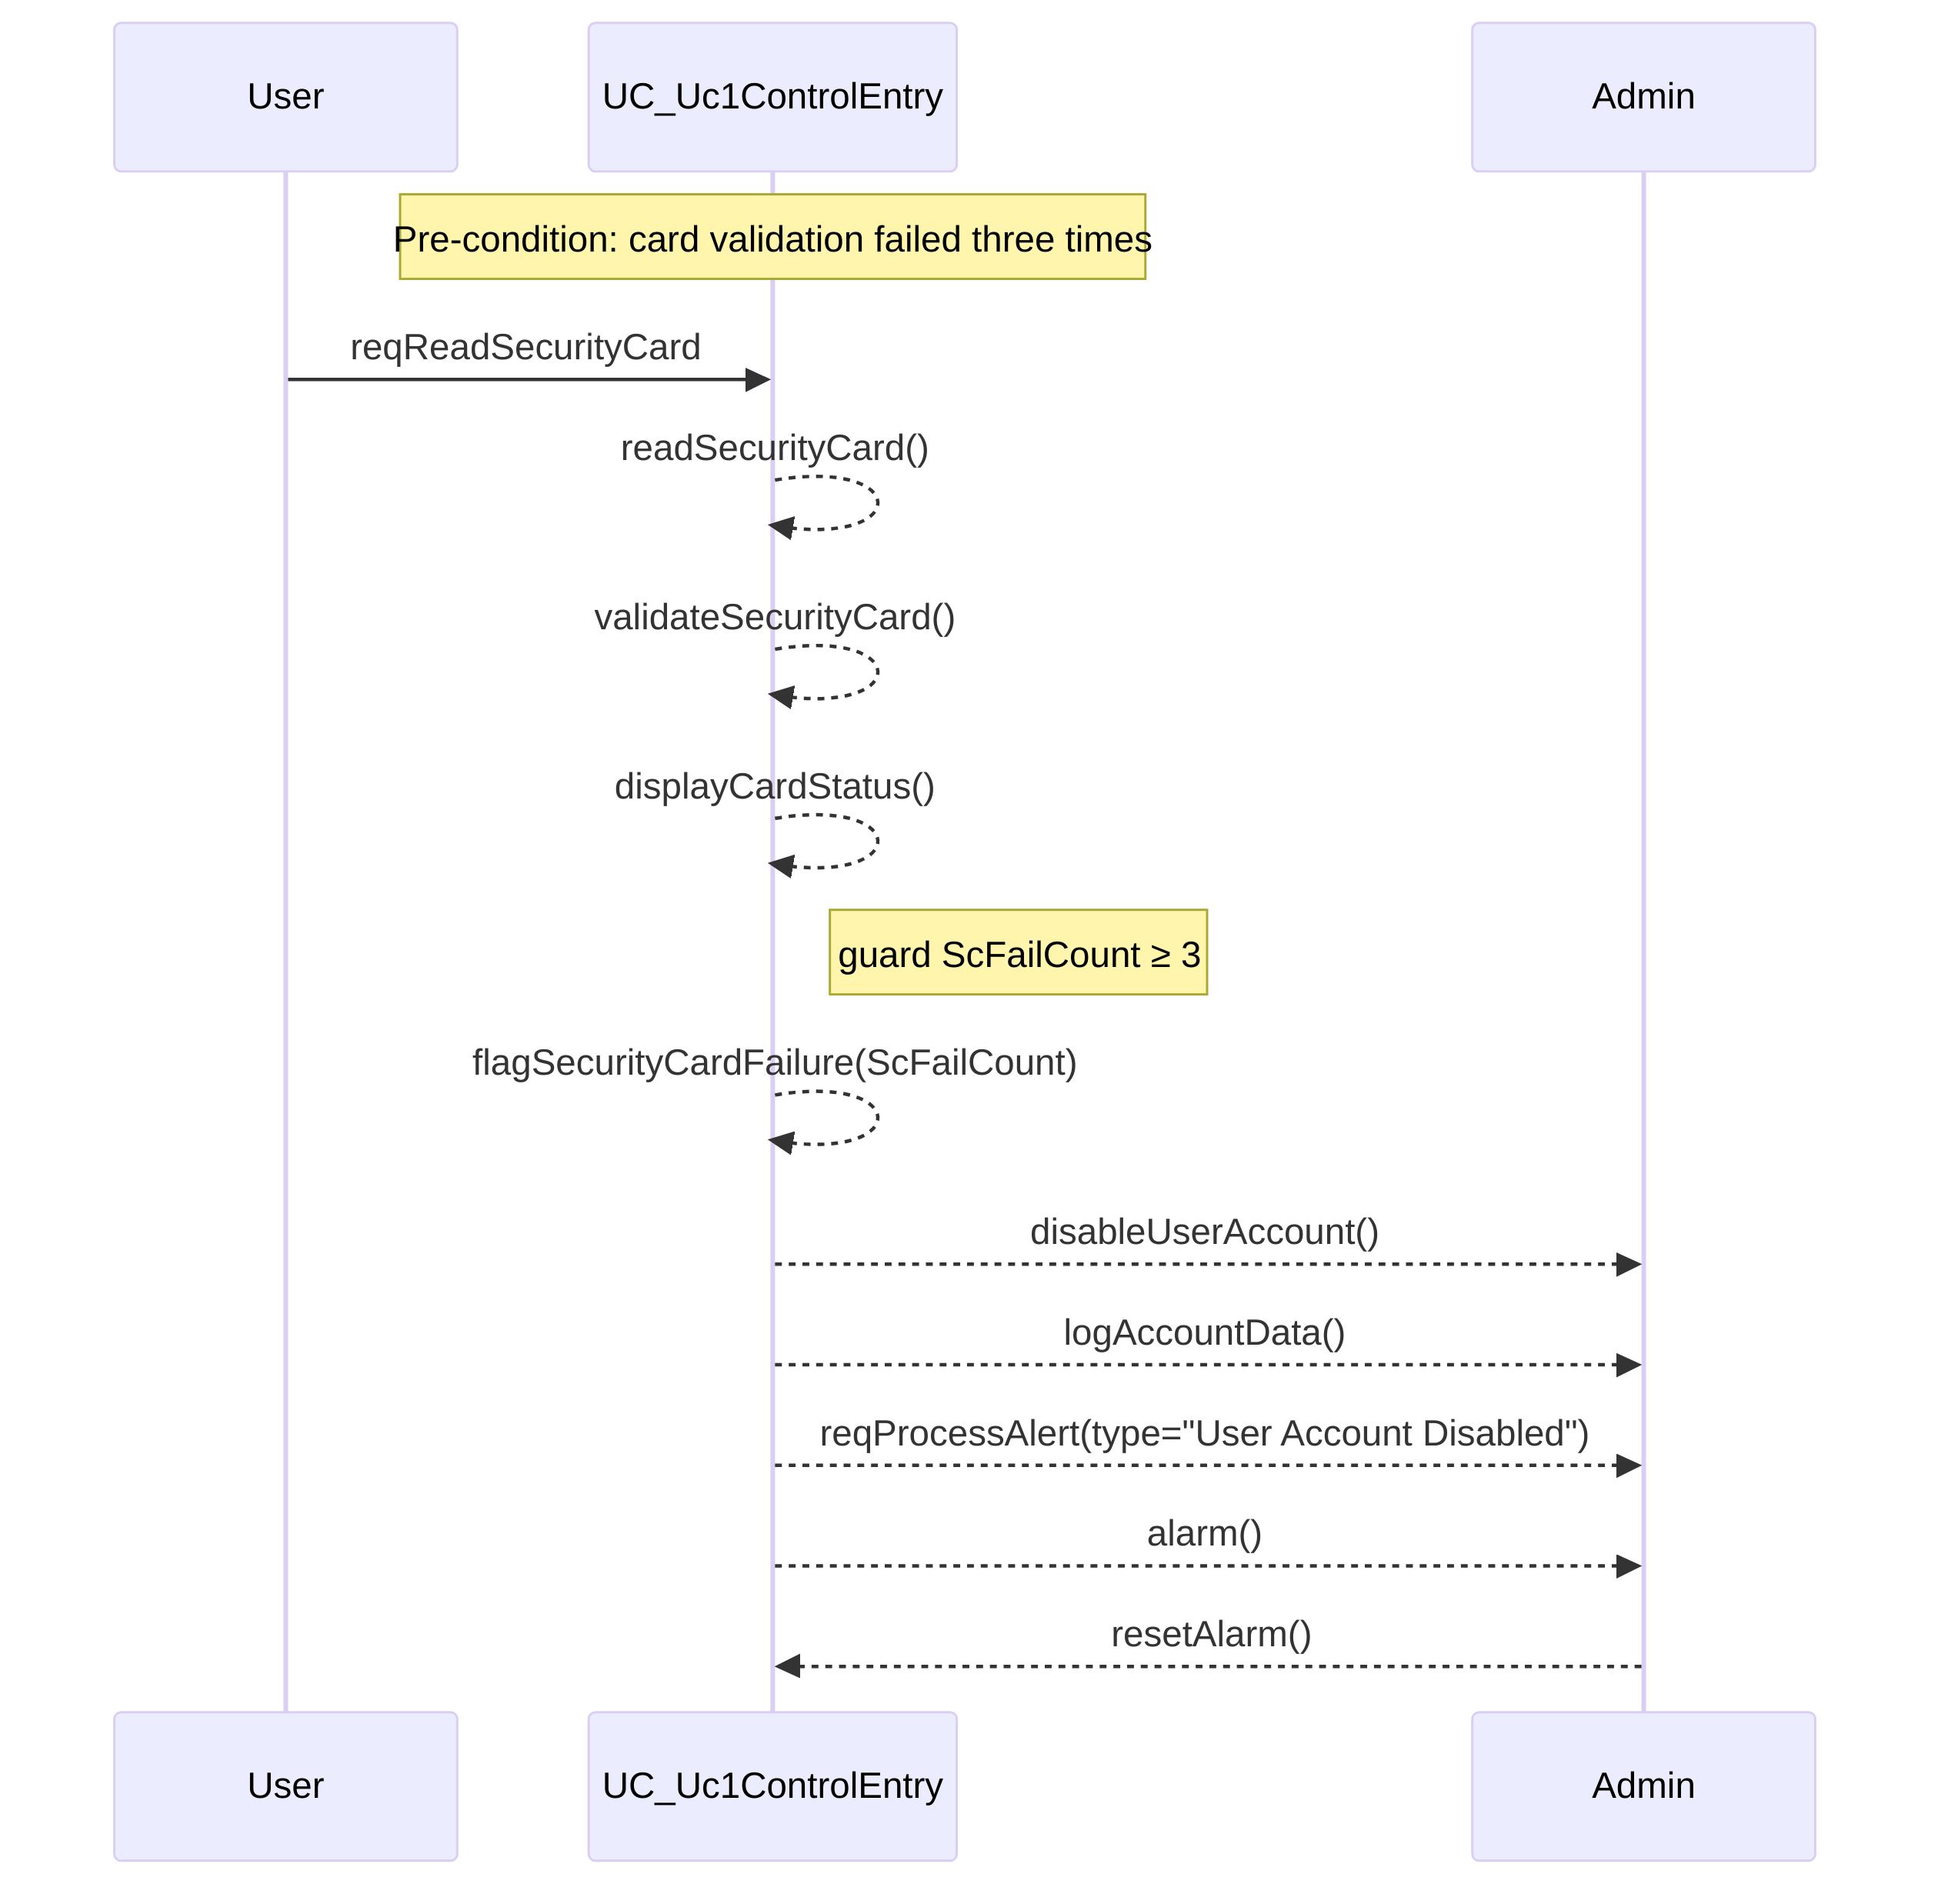 User
UC_Uc1ControlEntry
Admin
Pre-condition: card validation failed three times
reqReadSecurityCard
readSecurityCard()
validateSecurityCard()
displayCardStatus()
guard ScFailCount ≥ 3
flagSecurityCardFailure(ScFailCount)
disableUserAccount()
logAccountData()
reqProcessAlert(type="User Account Disabled")
alarm()
resetAlarm()
User
UC_Uc1ControlEntry
Admin